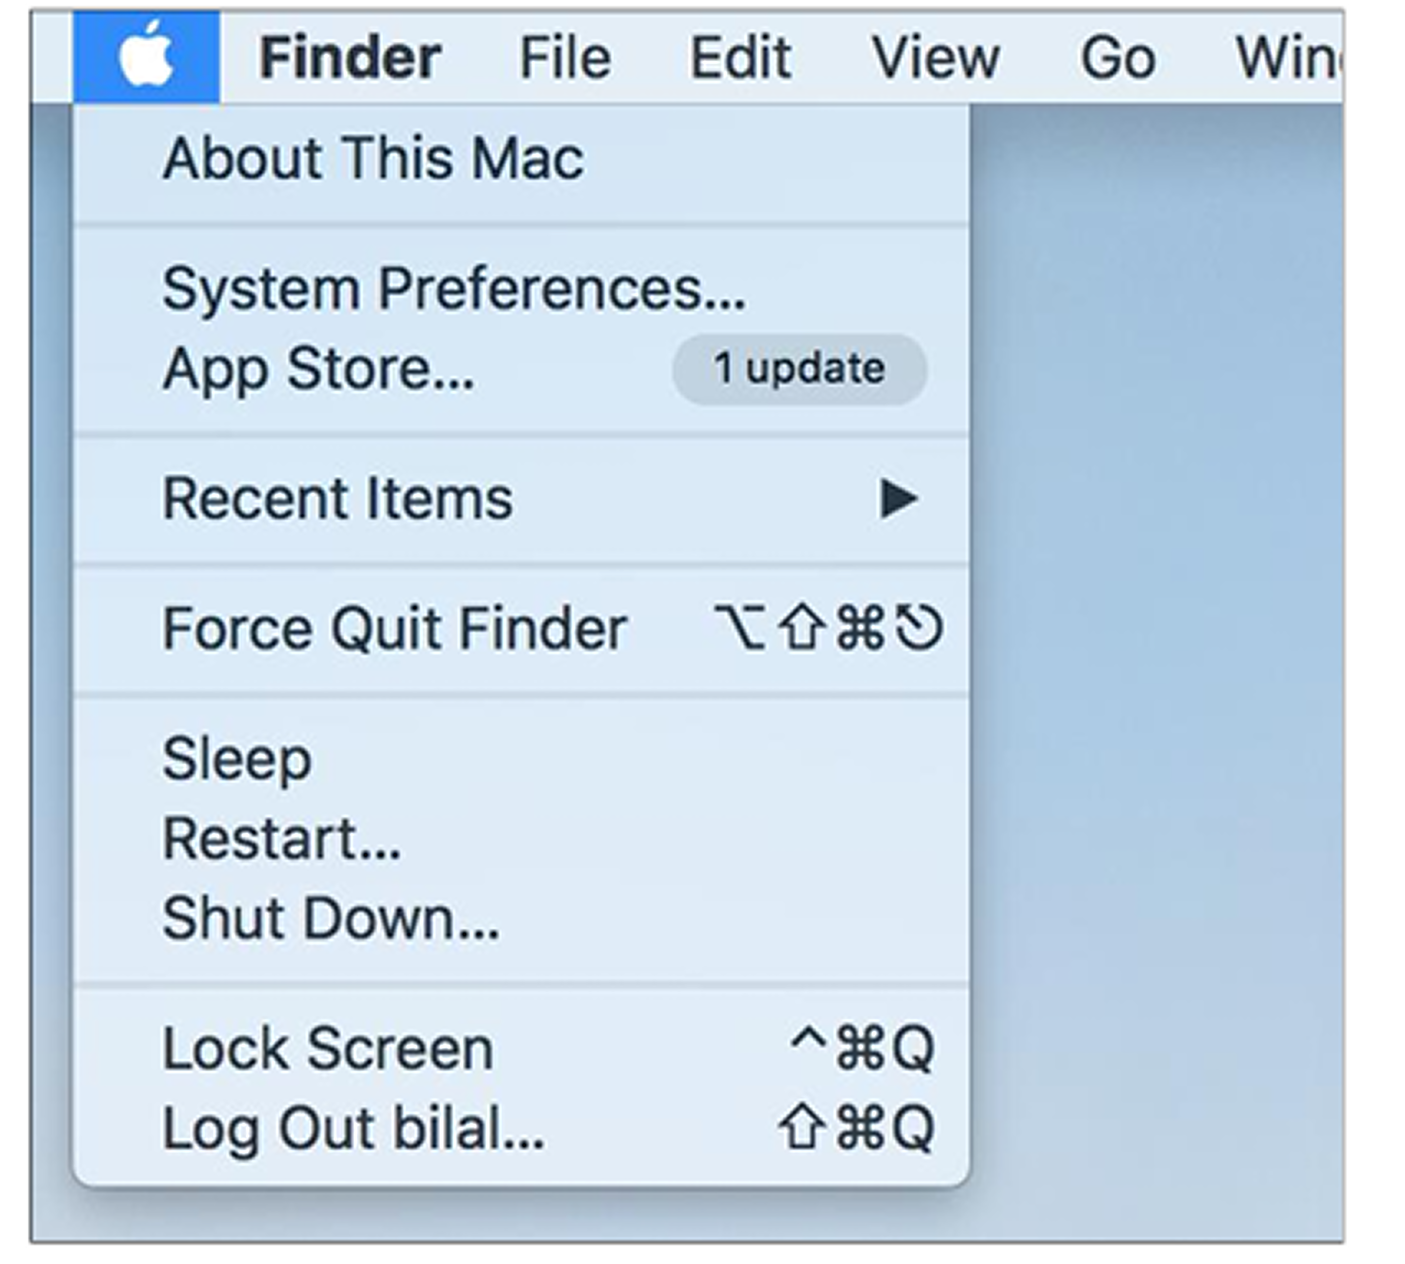 Finder File Edit View Go Win
About This Mac
System Preferences...
App Store... 1 update
Recent Items ▶
Force Quit Finder ⌥⇧⌘⎋
Sleep
Restart...
Shut Down...
Lock Screen ^⌘Q
Log Out bilal... ⇧⌘Q